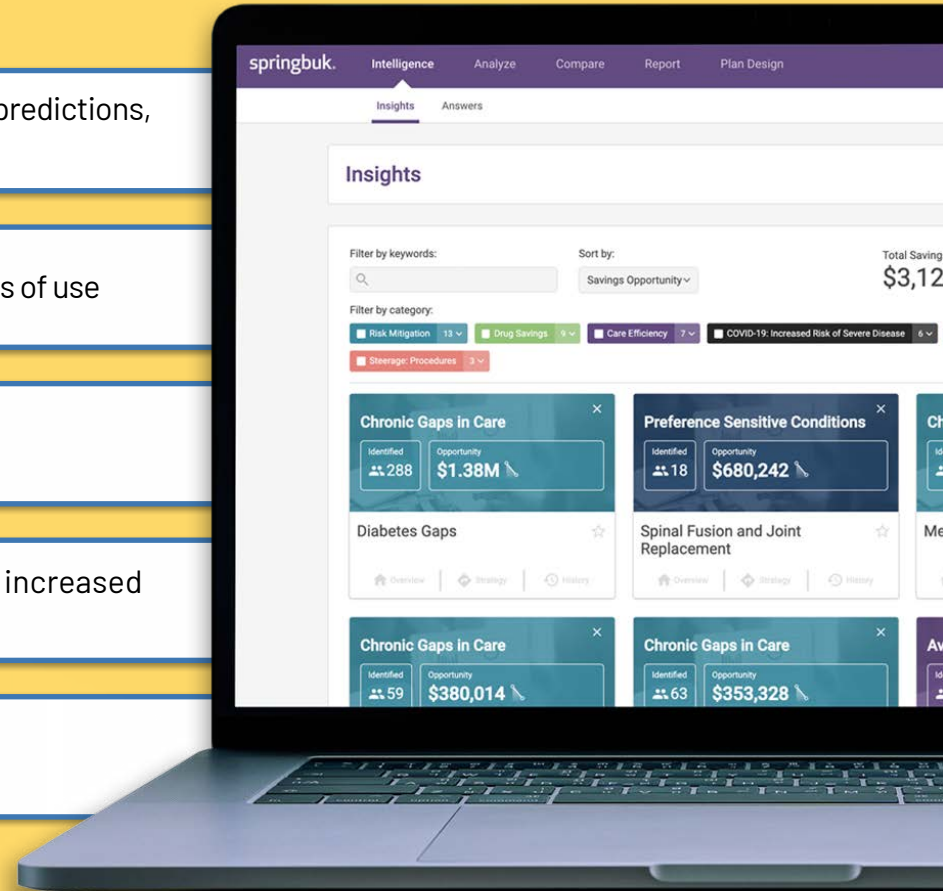 predictions,
s of use
increased
springbuk.
Intelligence Analyze Compare Report Plan Design
Insights Answers
Insights
Filter by keywords: Sort by: Total Saving
Savings Opportunity $3,12
Filter by category:
Risk Mitigation 13 Drug Savings 9 Care Efficiency 7 COVID-19: Increased Risk of Severe Disease 6
Steerage: Procedures 3
Chronic Gaps in Care Preference Sensitive Conditions Ch
Identified Opportunity Identified Opportunity Id
288 $1.38M 18 $680,242
Diabetes Gaps Spinal Fusion and Joint Me
Replacement
Overview Strategy History Overview Strategy History
Chronic Gaps in Care Chronic Gaps in Care Av
Identified Opportunity Identified Opportunity Id
59 $380,014 63 $353,328
control option command